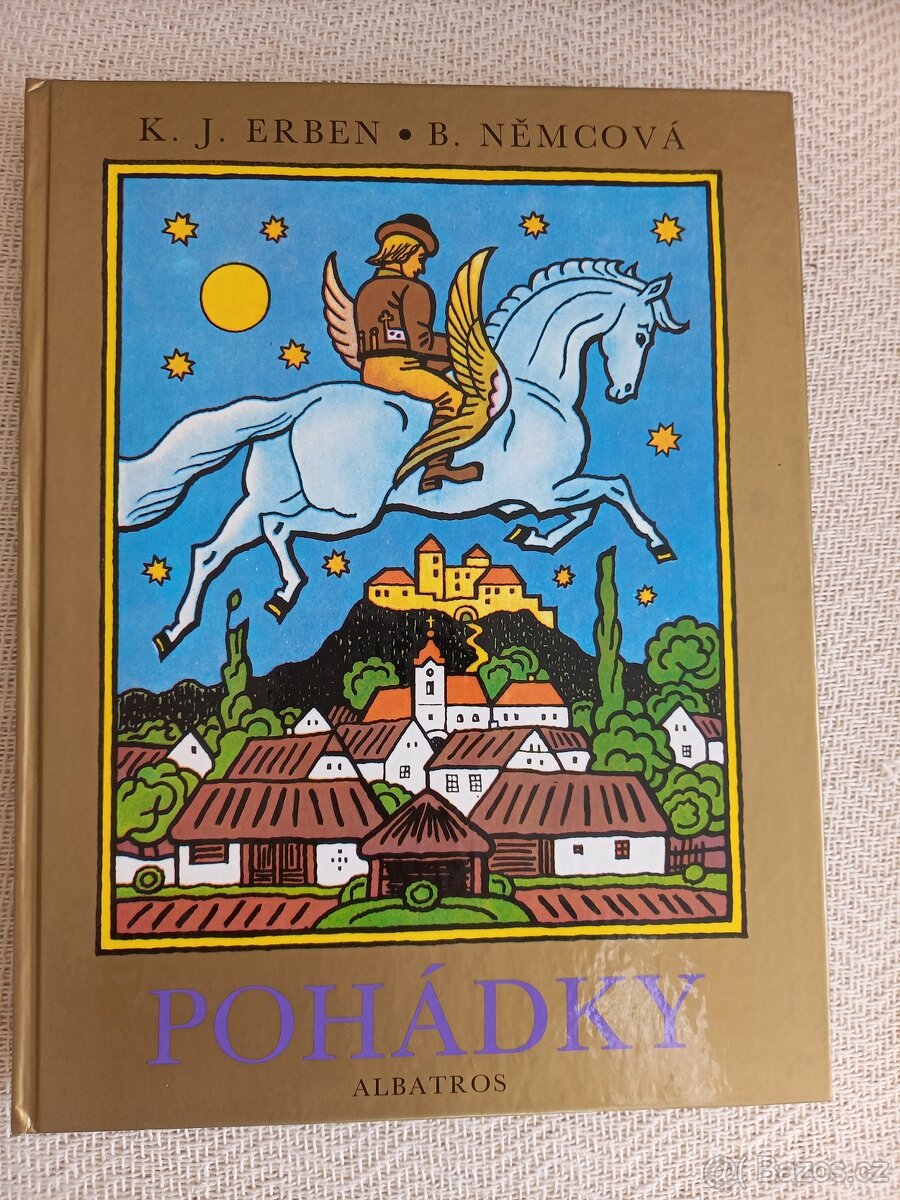 K. J. ERBEN • B. NĚMCOVÁ
POHÁDKY
ALBATROS
Bazos.cz